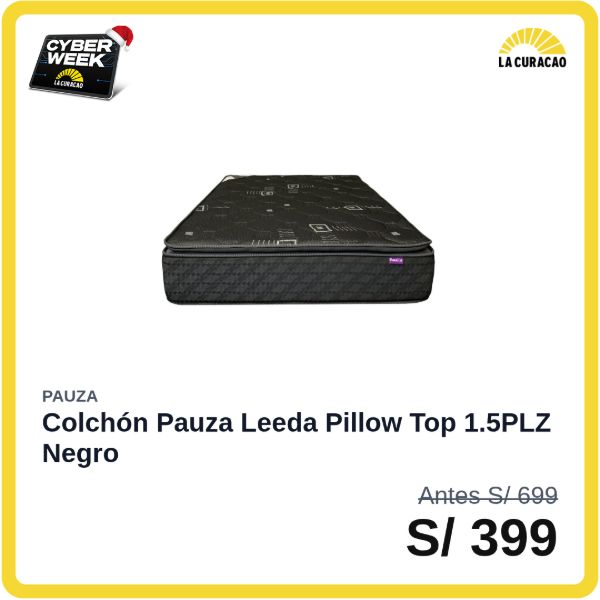 CYBER
WEEK
LA CURACAO
LA CURACAO
PAUZA
Colchón Pauza Leeda Pillow Top 1.5PLZ
Negro
Antes S/ 699
S/ 399